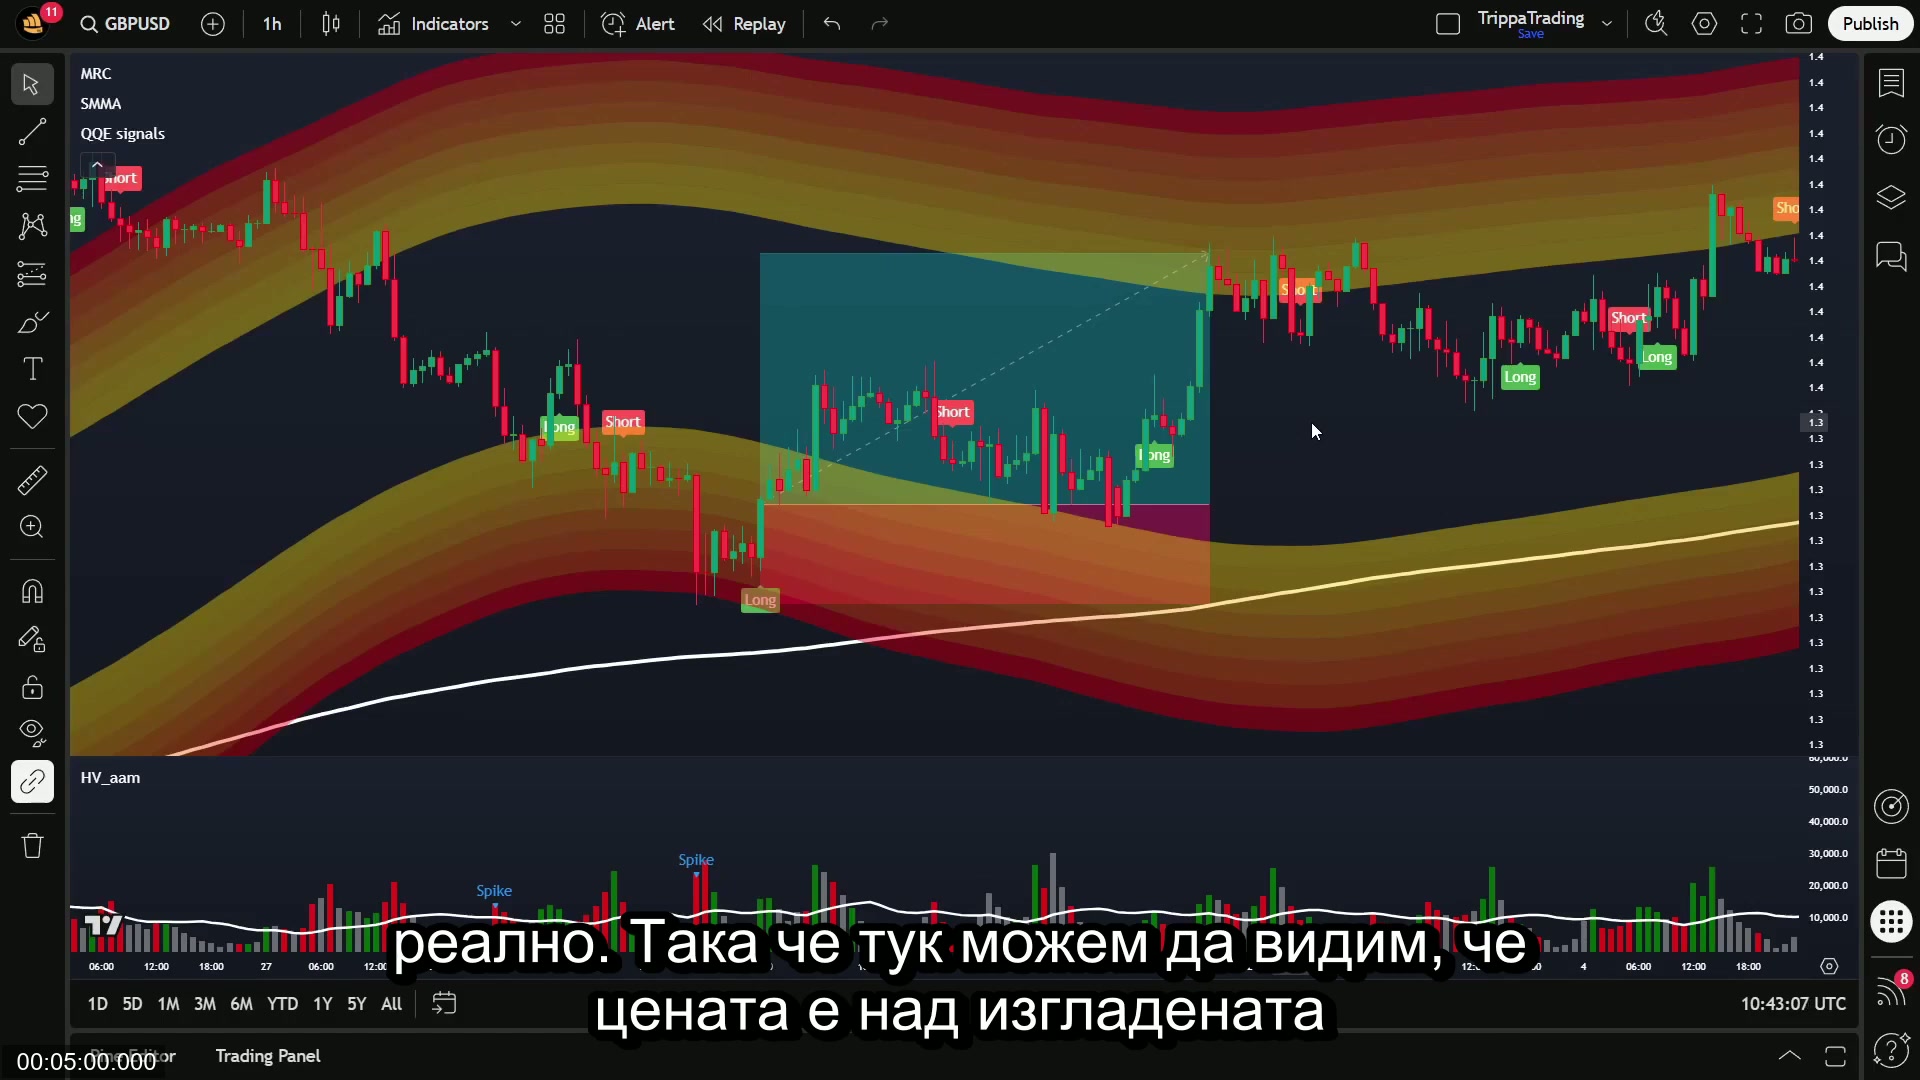 11
GBPUSD
1h
Indicators
Alert
Replay
TrippaTrading
Save
Publish
MRC
SMMA
QQE signals
Short
Long
Short
Long
Short
Long
Short
Long
Short
Long
1.4
1.4
1.4
1.4
1.4
1.4
1.4
1.4
1.4
1.4
1.4
1.4
1.4
1.4
1.3
1.3
1.3
1.3
1.3
1.3
1.3
1.3
1.3
1.3
1.3
1.3
1.3
1.3
HV_aam
60,000.0
50,000.0
40,000.0
30,000.0
20,000.0
10,000.0
Spike
Spike
06:00 12:00 18:00 27 06:00 4 06:00 12:00 18:00
реално. Така че тук можем да видим, че
цената е над изгладената
1D 5D 1M 3M 6M YTD 1Y 5Y All
10:43:07 UTC
8
00:05:00.000
Pine Editor
Trading Panel